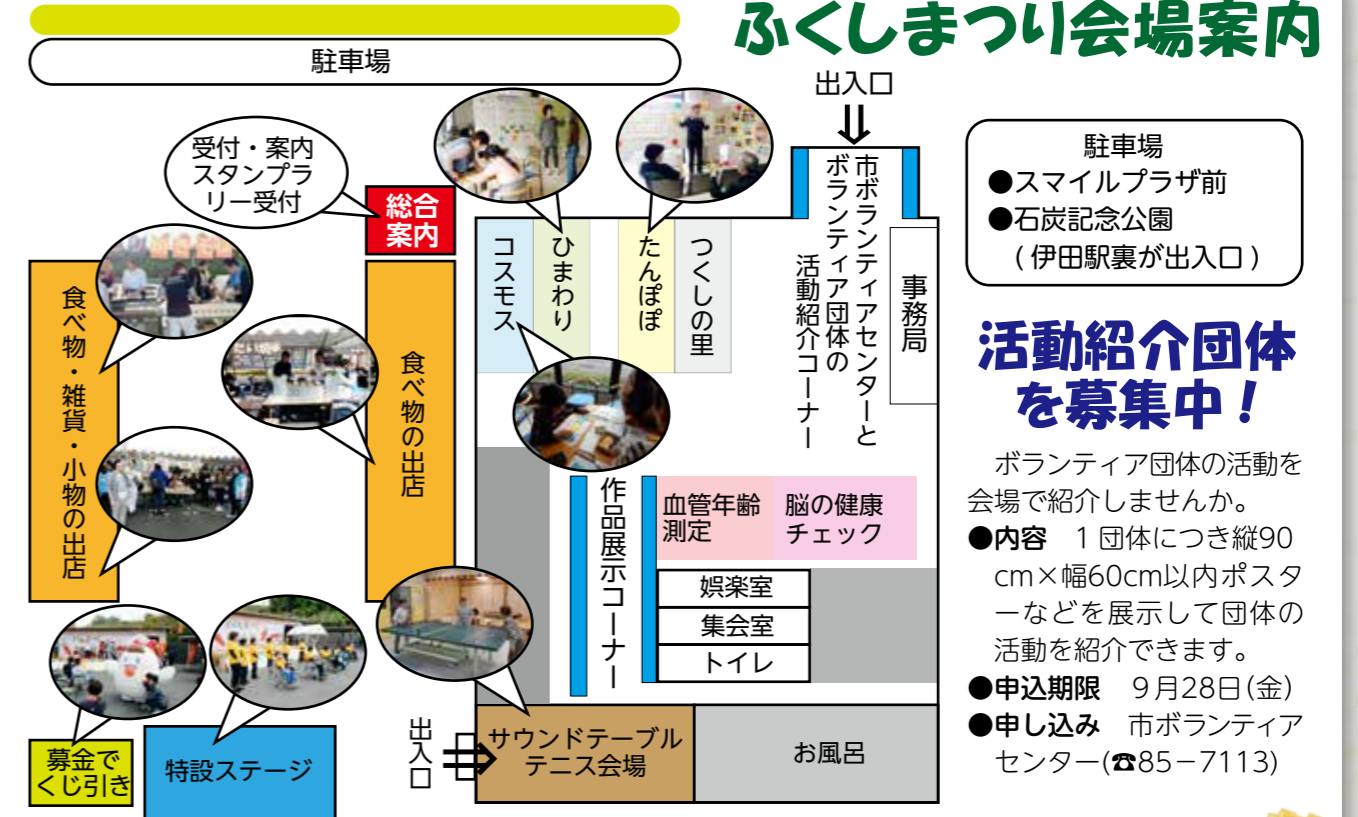 ふくしまつり会場案内
駐車場
出入口
受付・案内
スタンプラ
リー受付
総合
案内
コスモス
ひまわり
たんぽぽ
つくしの里
市ボランティアセンターと
ボランティア団体の
活動紹介コーナー
事務局
食べ物・雑貨・小物の出店
食べ物の出店
作品展示コーナー
血管年齢
測定
脳の健康
チェック
娯楽室
集会室
トイレ
募金で
くじ引き
特設ステージ
出入口
サウンドテーブル
テニス会場
お風呂
駐車場
●スマイルプラザ前
●石炭記念公園
(伊田駅裏が出入口)
活動紹介団体
を募集中！
ボランティア団体の活動を
会場で紹介しませんか。
●内容　1団体につき縦90
cm×幅60cm以内ポスタ
ーなどを展示して団体の
活動を紹介できます。
●申込期限　9月28日(金)
●申し込み　市ボランティア
センター(☎85－7113)